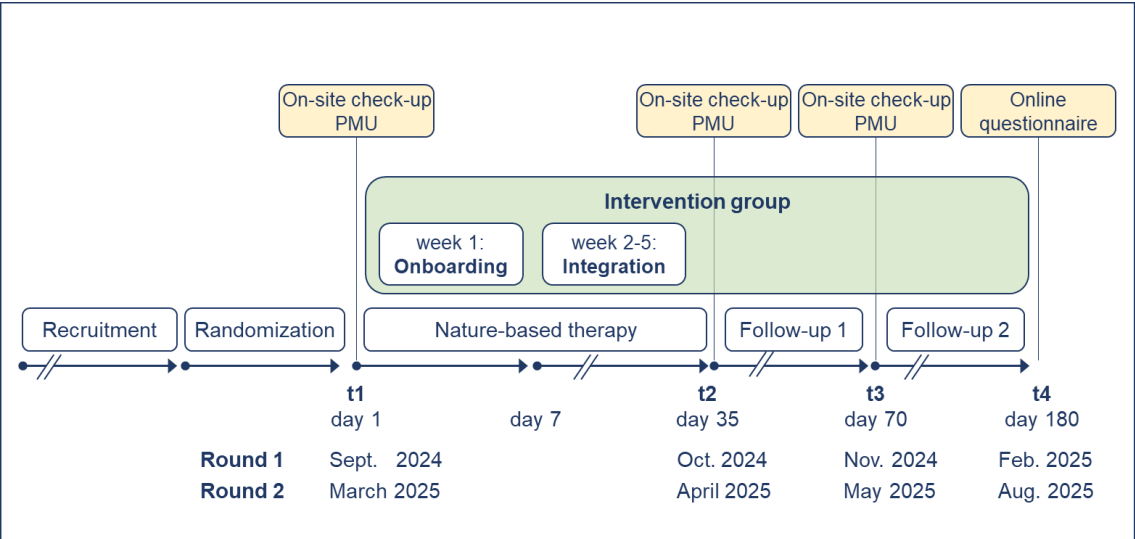 On-site check-up
PMU
On-site check-up
PMU
On-site check-up
PMU
Online
questionnaire
Intervention group
week 1:
Onboarding
week 2-5:
Integration
Recruitment
Randomization
Nature-based therapy
Follow-up 1
Follow-up 2
t1
t2
t3
t4
day 1
day 7
day 35
day 70
day 180
Round 1 Sept. 2024 Oct. 2024 Nov. 2024 Feb. 2025
Round 2 March 2025 April 2025 May 2025 Aug. 2025